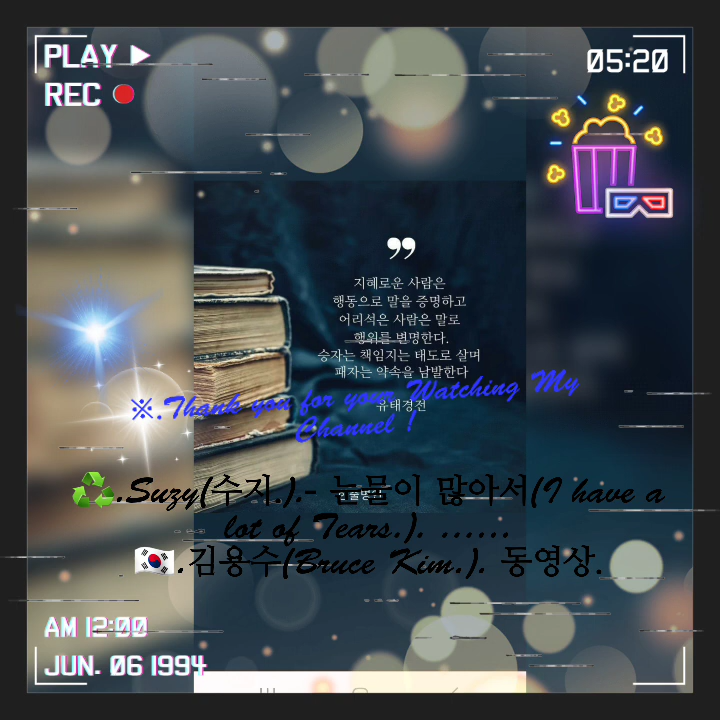 PLAY
05:20
REC
지혜로운 사람은
행동으로 말을 증명하고
어리석은 사람은 말로
행위를 변명한다.
승자는 책임지는 태도로 살며
패자는 약속을 남발한다
유태경전
※.Thank you for your Watching My
Channel !
.Suzy(수지.).- 눈물이 많아서(I have a
lot of Tears.). ......
.김용수(Bruce Kim.). 동영상.
AM 12:00
JUN. 06 1994